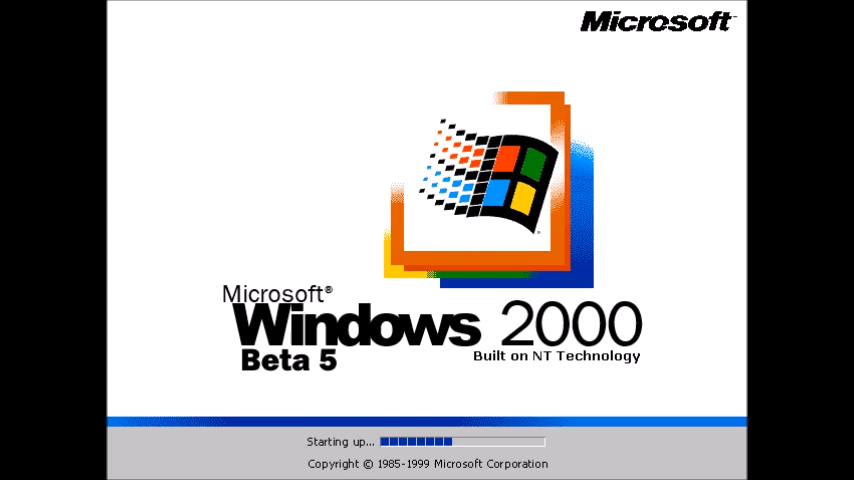 Microsoft
Microsoft®
Windows 2000
Beta 5
Built on NT Technology
Starting up...
Copyright © 1985-1999 Microsoft Corporation